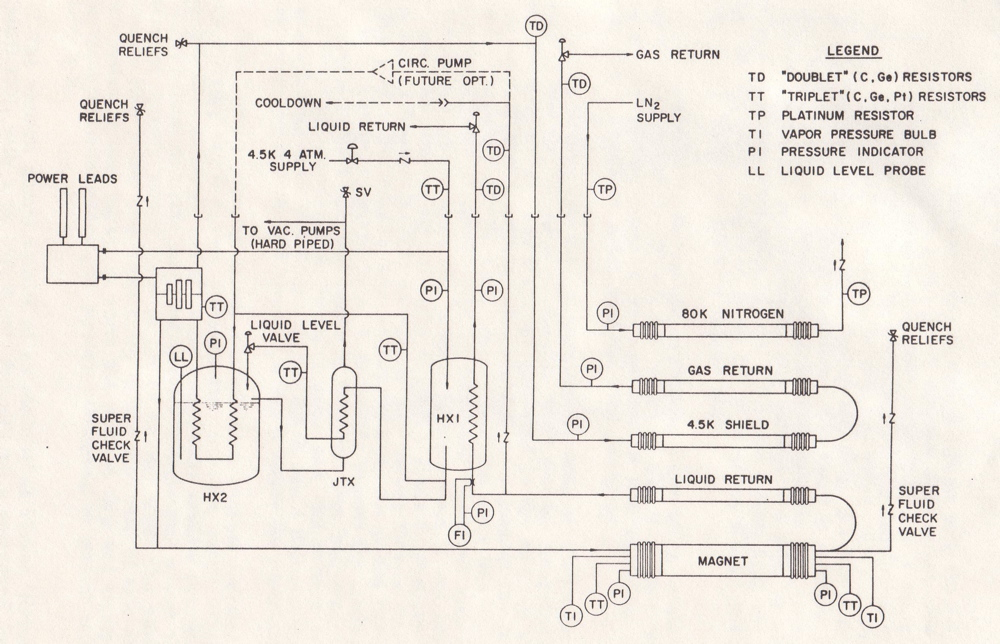 QUENCH
RELIEFS
TD
GAS RETURN
CIRC. PUMP
(FUTURE OPT.)
TD
COOLDOWN
LN2
SUPPLY
QUENCH
RELIEFS
LIQUID RETURN
TD
4.5K 4 ATM.
SUPPLY
POWER LEADS
SV
TT
TD
TP
TO VAC. PUMPS
(HARD PIPED)
LEGEND
TD "DOUBLET" (C, Ge) RESISTORS
TT "TRIPLET" (C, Ge, Pt) RESISTORS
TP PLATINUM RESISTOR
TI VAPOR PRESSURE BULB
PI PRESSURE INDICATOR
LL LIQUID LEVEL PROBE
PI
PI
TP
TT
PI
80K NITROGEN
LIQUID LEVEL
VALVE
QUENCH
RELIEFS
LL
PI
TT
TT
PI
GAS RETURN
SUPER
FLUID
CHECK
VALVE
HX1
PI
4.5K SHIELD
HX2
JTX
LIQUID RETURN
PI
FI
SUPER
FLUID
CHECK
VALVE
MAGNET
TI
TT
PI
PI
TT
TI